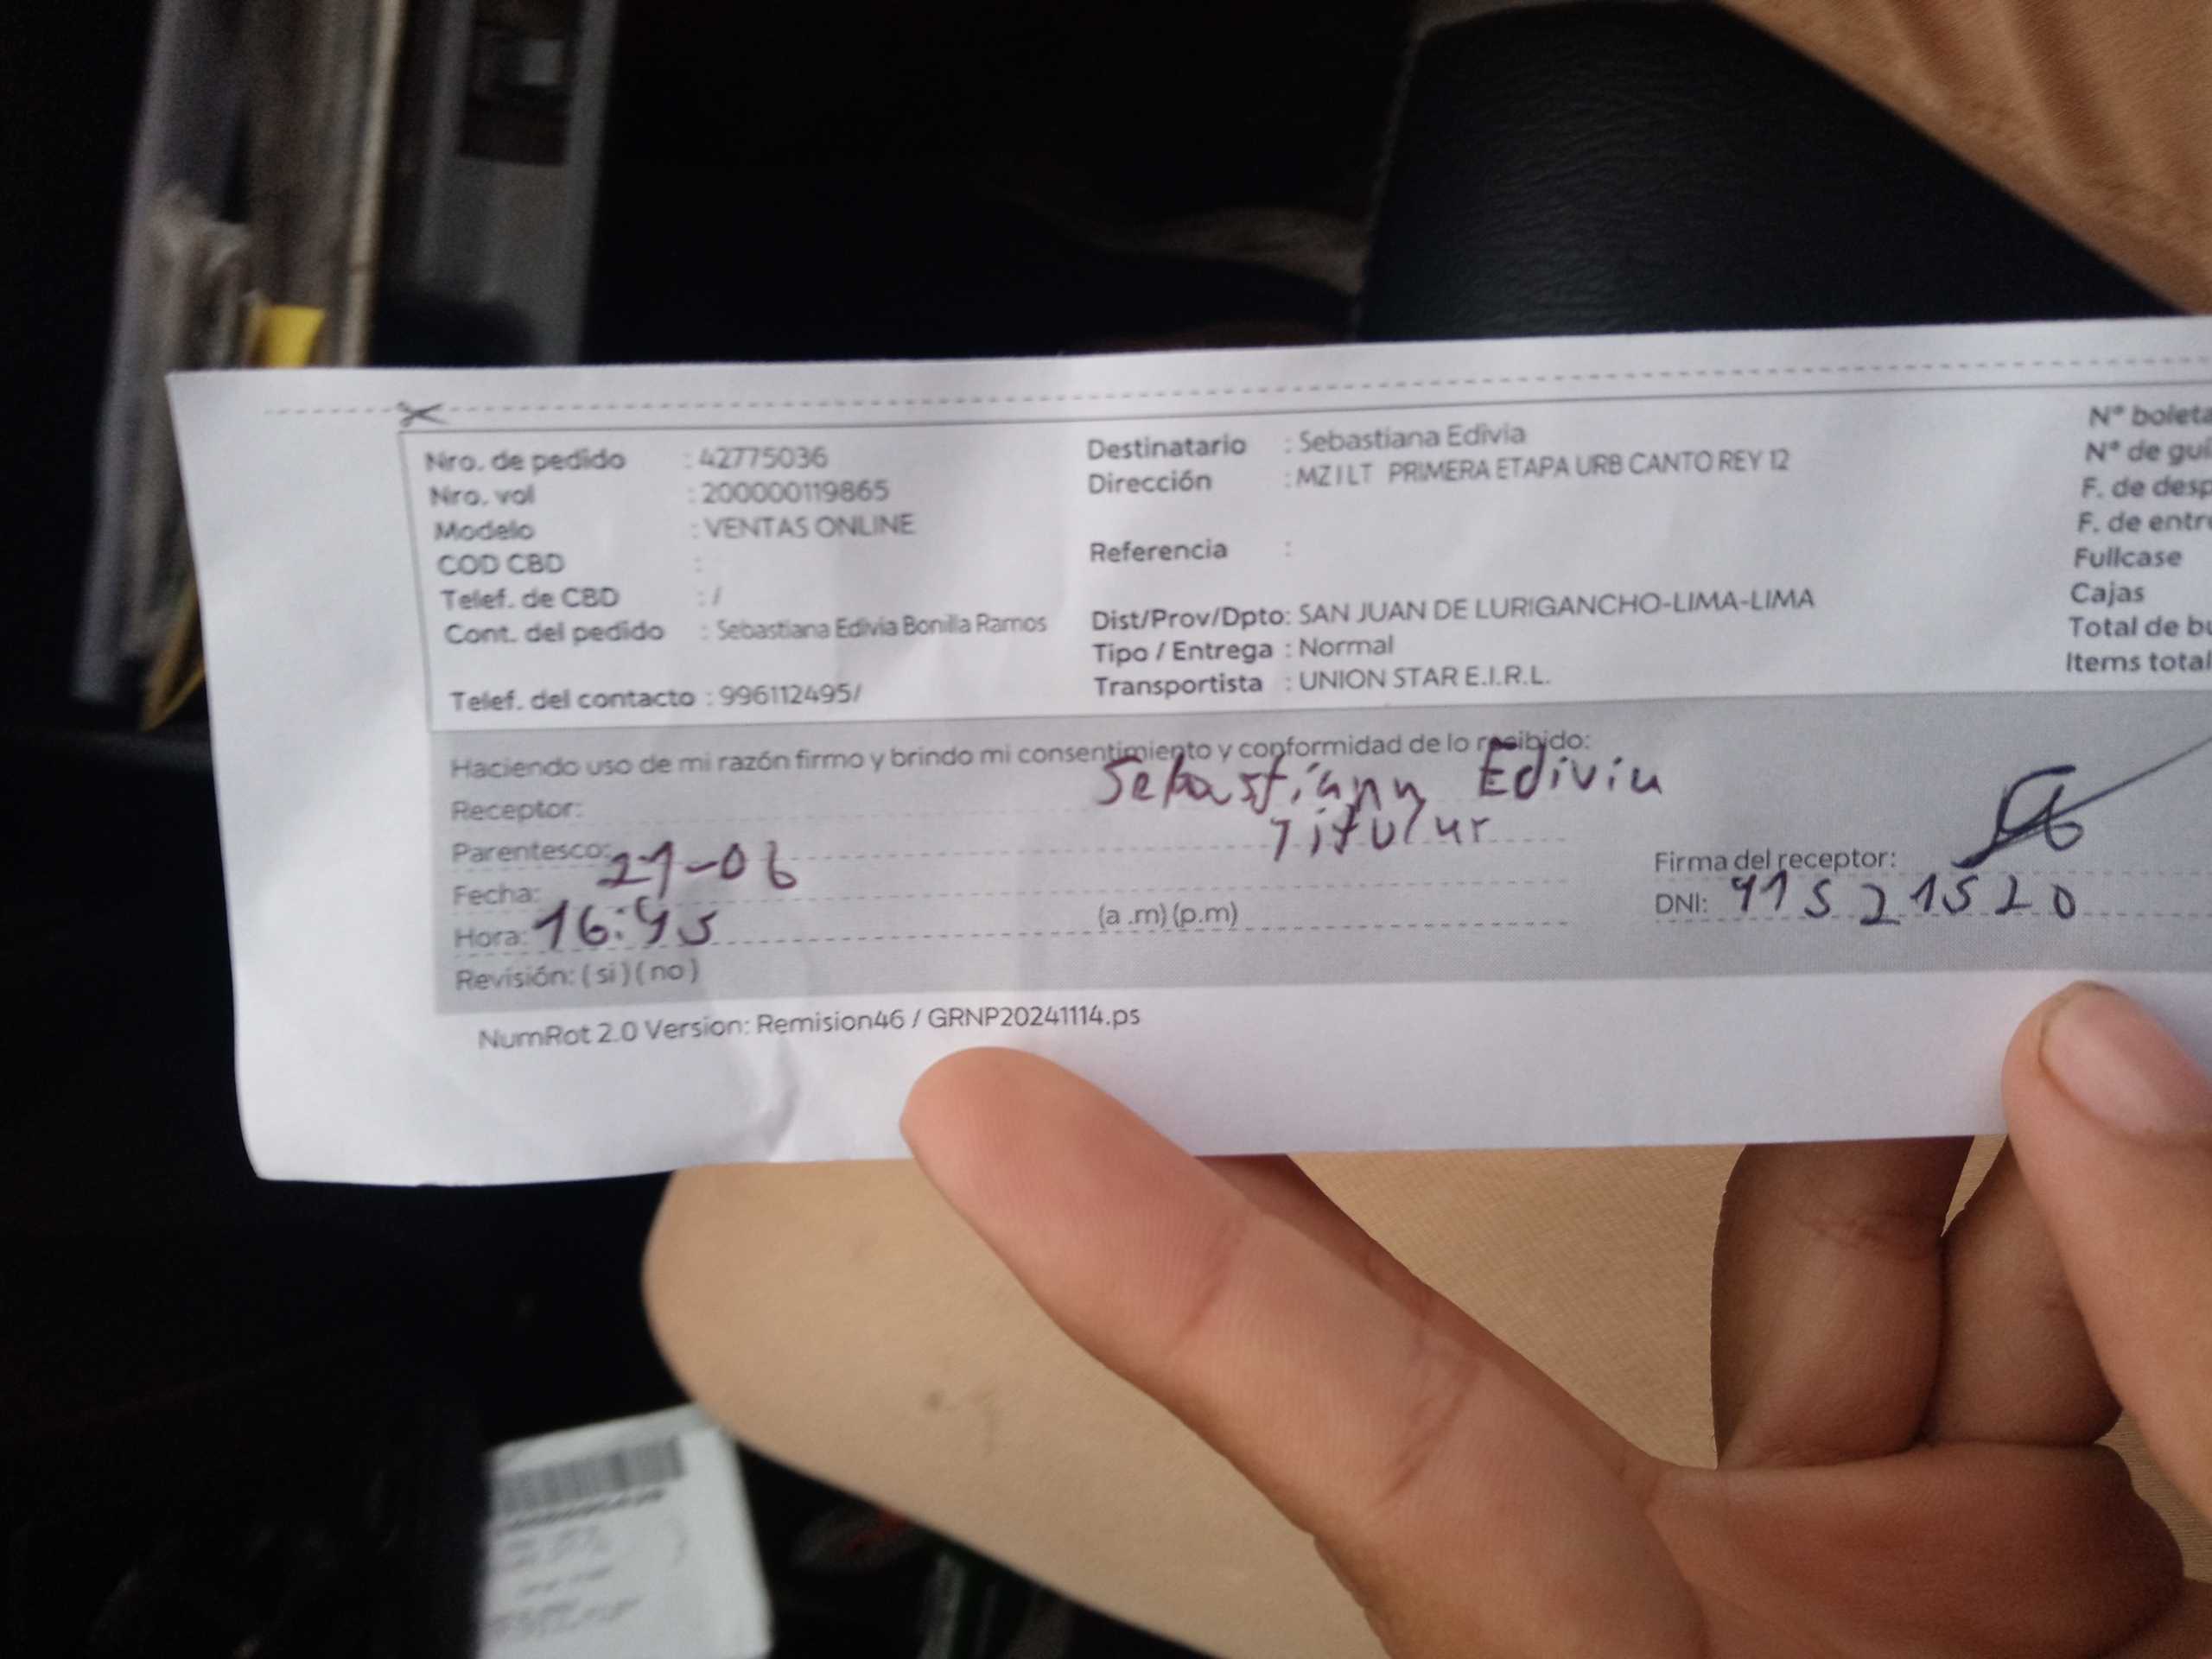 Nro. de pedido : 42775036
Nro. vol : 200000119865
Modelo : VENTAS ONLINE
COD CBD :
Telef. de CBD : /
Cont. del pedido : Sebastiana Edivia Bonilla Ramos
Telef. del contacto : 996112495/
Destinatario : Sebastiana Edivia
Dirección : MZ I LT PRIMERA ETAPA URB CANTO REY 12
Referencia :
Dist/Prov/Dpto: SAN JUAN DE LURIGANCHO-LIMA-LIMA
Tipo / Entrega : Normal
Transportista : UNION STAR E.I.R.L.
N° boleta
N° de gui
F. de desp
F. de entre
Fullcase
Cajas
Total de bu
Items total
Haciendo uso de mi razón firmo y brindo mi consentimiento y conformidad de lo recibido:
Receptor: Sebastiana Edivia
Parentesco: Titular
Fecha: 21-06
Hora: 16:45 (a .m) (p.m)
Revisión: ( si ) ( no )
Firma del receptor:
DNI:
NumRot 2.0 Version: Remision46 / GRNP20241114.ps